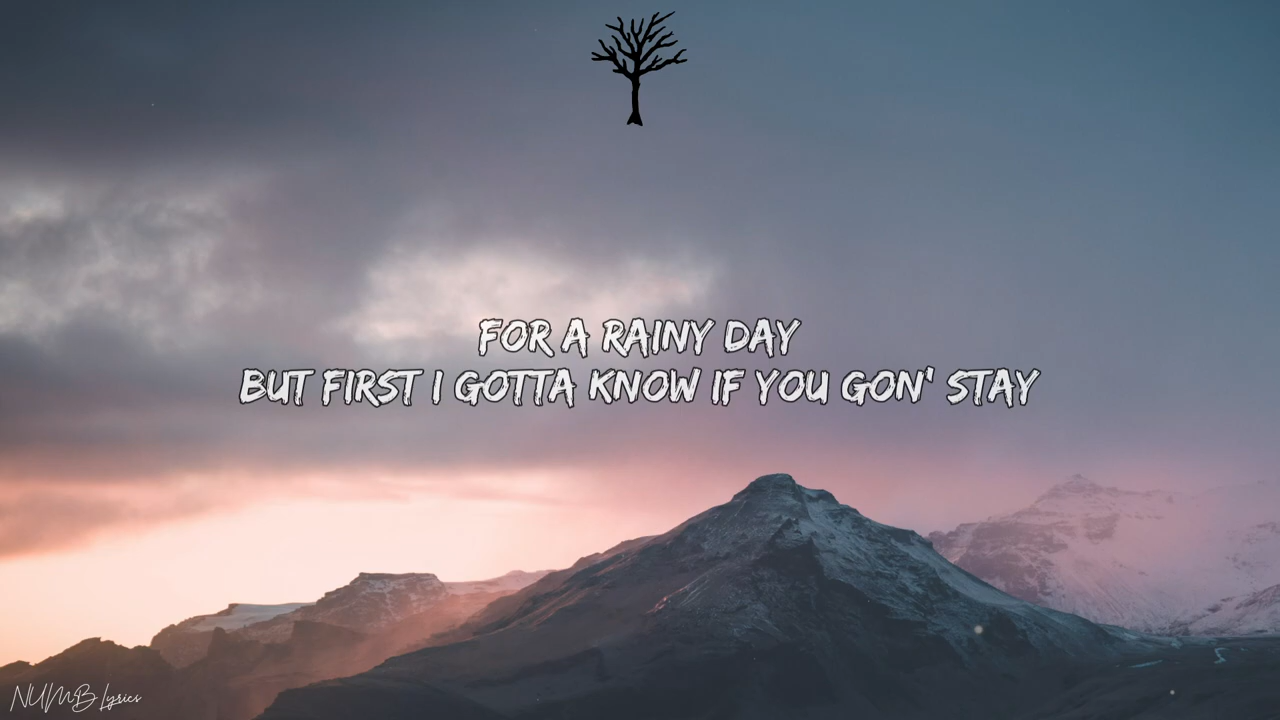 FOR A RAINY DAY
BUT FIRST I GOTTA KNOW IF YOU GON' STAY
NUMB Lyrics